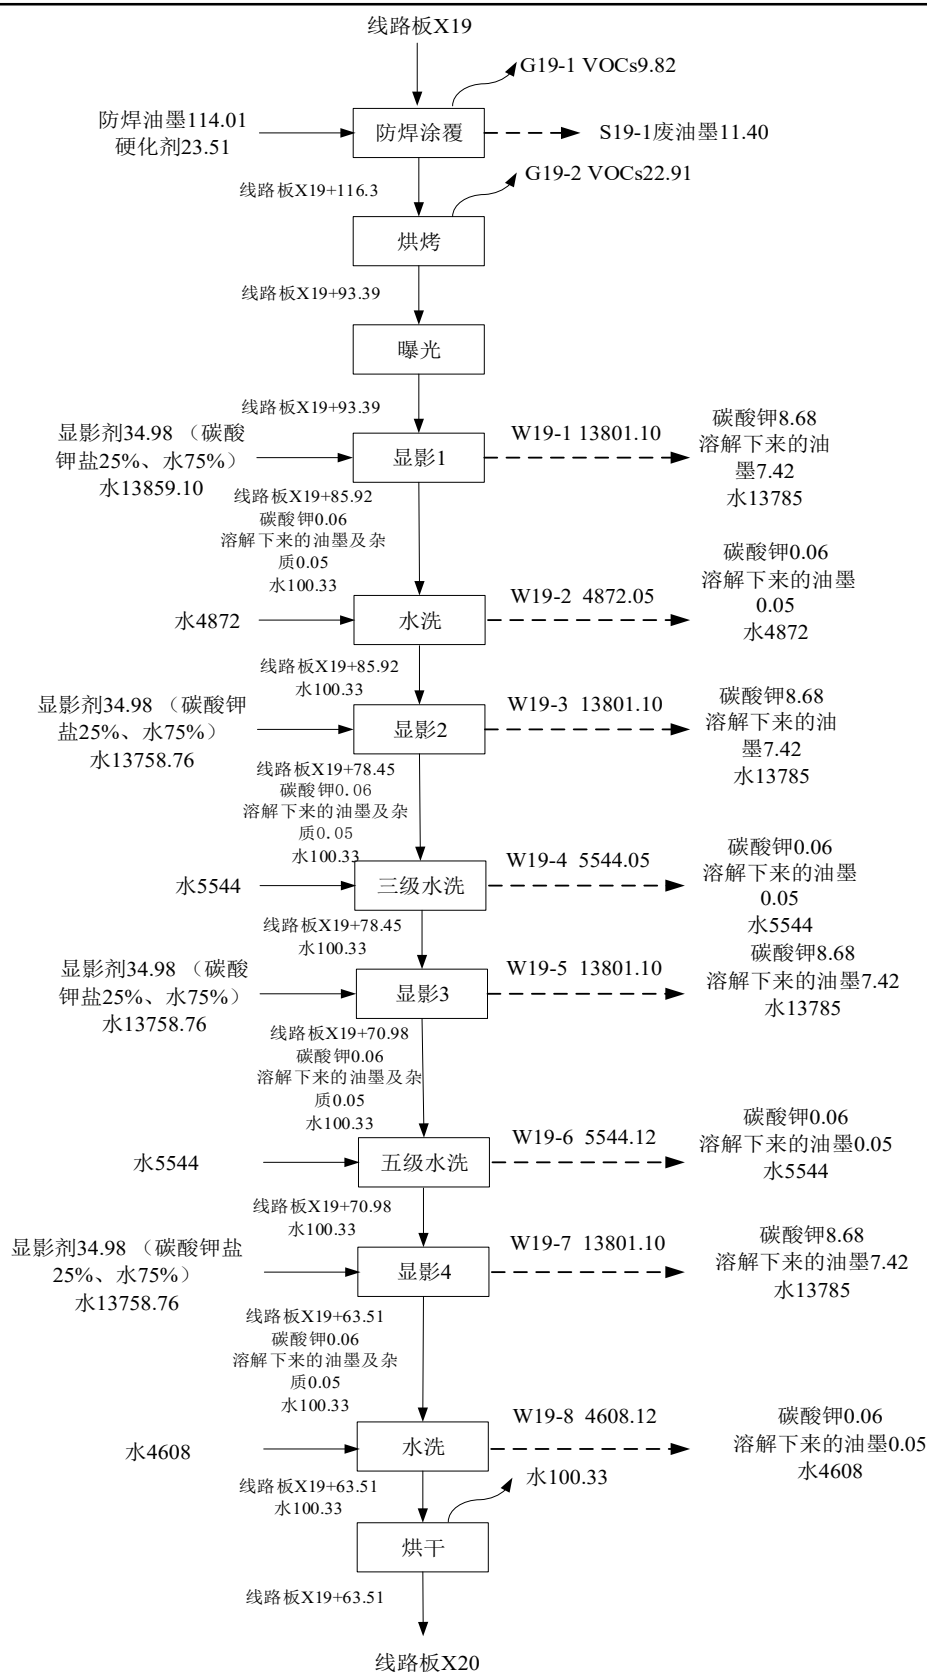 线路板X19
G19-1 VOCs9.82
防焊油墨114.01
硬化剂23.51
防焊涂覆
S19-1废油墨11.40
线路板X19+116.3
G19-2 VOCs22.91
烘烤
线路板X19+93.39
曝光
线路板X19+93.39
显影剂34.98 （碳酸
钾盐25%、水75%）
水13859.10
显影1
W19-1 13801.10
碳酸钾8.68
溶解下来的油
墨7.42
水13785
线路板X19+85.92
碳酸钾0.06
溶解下来的油墨及杂
质0.05
水100.33
水4872
水洗
W19-2 4872.05
碳酸钾0.06
溶解下来的油墨
0.05
水4872
线路板X19+85.92
水100.33
显影剂34.98 （碳酸钾
盐25%、水75%）
水13758.76
显影2
W19-3 13801.10
碳酸钾8.68
溶解下来的油
墨7.42
水13785
线路板X19+78.45
碳酸钾0.06
溶解下来的油墨及杂
质0.05
水100.33
水5544
三级水洗
W19-4 5544.05
碳酸钾0.06
溶解下来的油墨
0.05
水5544
线路板X19+78.45
水100.33
显影剂34.98 （碳酸
钾盐25%、水75%）
水13758.76
显影3
W19-5 13801.10
碳酸钾8.68
溶解下来的油墨7.42
水13785
线路板X19+70.98
碳酸钾0.06
溶解下来的油墨及杂
质0.05
水100.33
水5544
五级水洗
W19-6 5544.12
碳酸钾0.06
溶解下来的油墨0.05
水5544
线路板X19+70.98
水100.33
显影剂34.98 （碳酸钾盐
25%、水75%）
水13758.76
显影4
W19-7 13801.10
碳酸钾8.68
溶解下来的油墨7.42
水13785
线路板X19+63.51
碳酸钾0.06
溶解下来的油墨及杂
质0.05
水100.33
水4608
水洗
W19-8 4608.12
碳酸钾0.06
溶解下来的油墨0.05
水4608
线路板X19+63.51
水100.33
水100.33
烘干
线路板X19+63.51
线路板X20